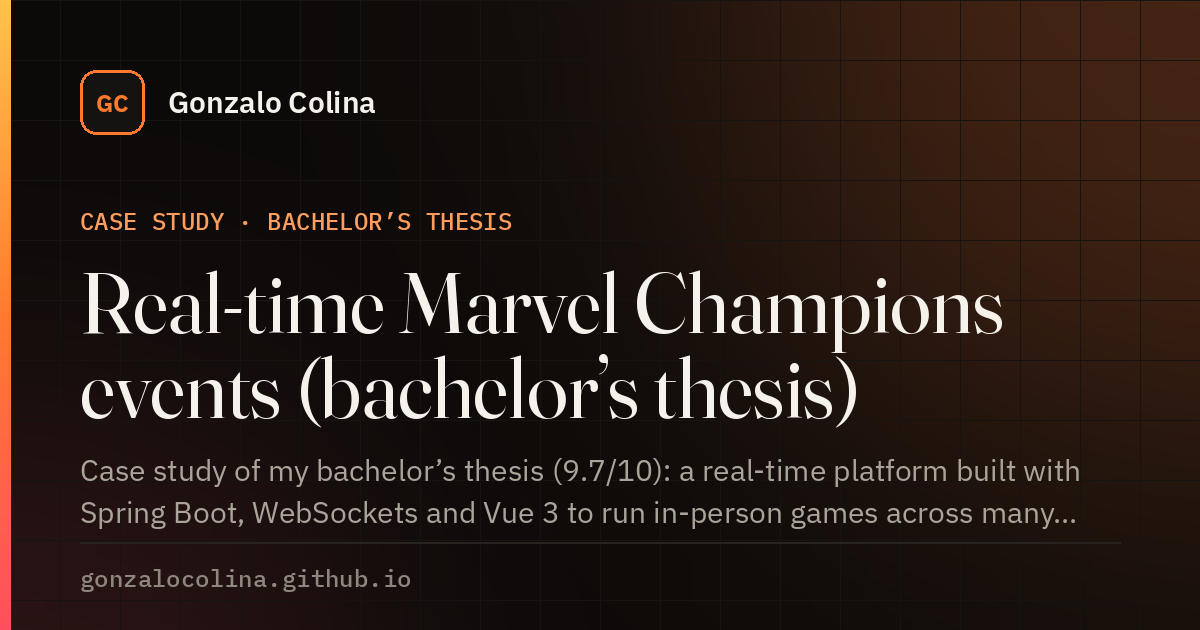 GC
Gonzalo Colina
CASE STUDY · BACHELOR’S THESIS
Real-time Marvel Champions
events (bachelor’s thesis)
Case study of my bachelor’s thesis (9.7/10): a real-time platform built with
Spring Boot, WebSockets and Vue 3 to run in-person games across many…
gonzalocolina.github.io